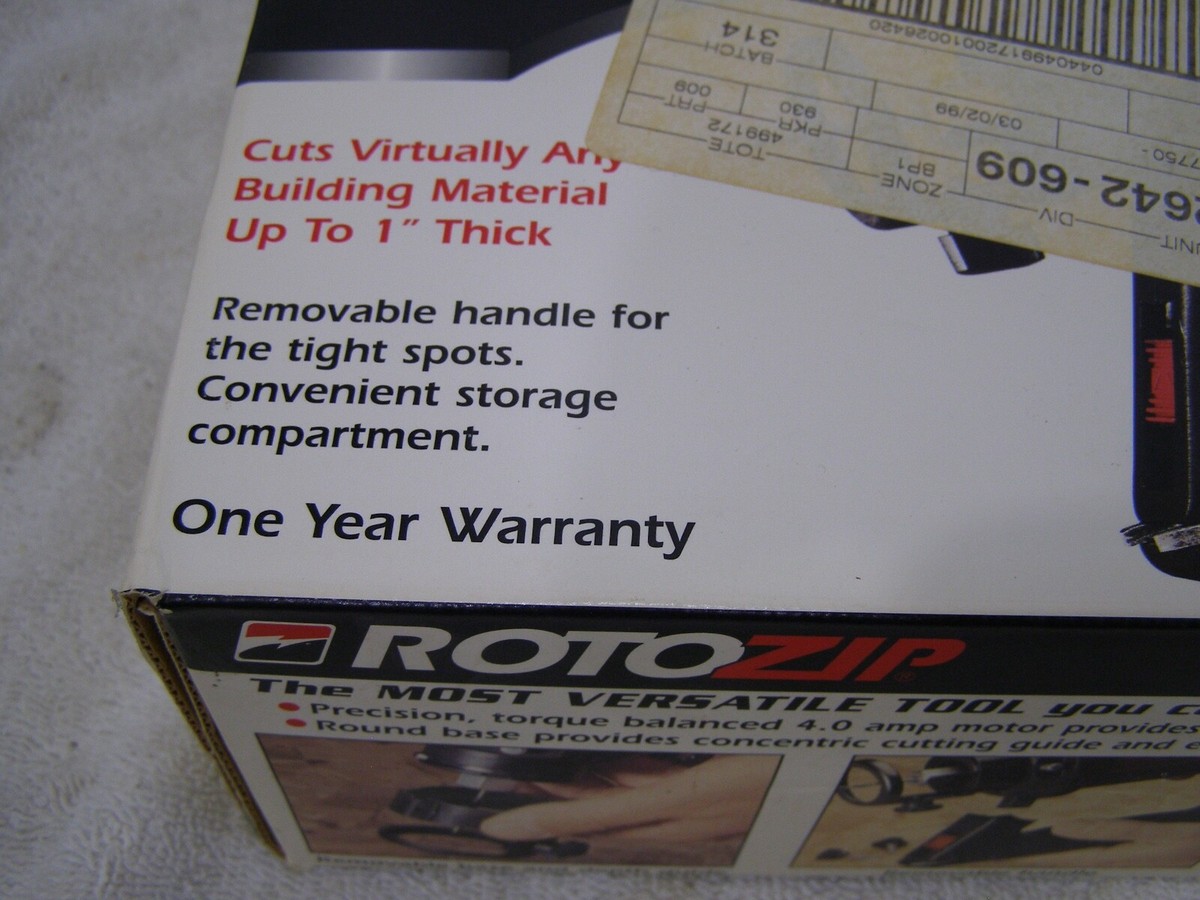 Cuts Virtually Any
Building Material
Up To 1" Thick
Removable handle for
the tight spots.
Convenient storage
compartment.
One Year Warranty
ROTOZIP®
The MOST VERSATILE TOOL you
Precision, torque balanced 4.0 amp motor provides
Round base provides concentric cutting guide and
UNIT DIV ZONE TOTE
2642-609 BP1 499172
PKR PRT
7750 - 03/02/99 930 009
BATCH
314
04404991720010026420